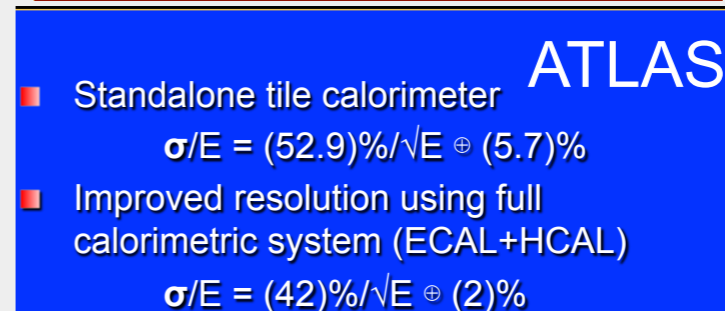 ATLAS
Standalone tile calorimeter
σ/E = (52.9)%/√E ⊕ (5.7)%
Improved resolution using full
calorimetric system (ECAL+HCAL)
σ/E = (42)%/√E ⊕ (2)%